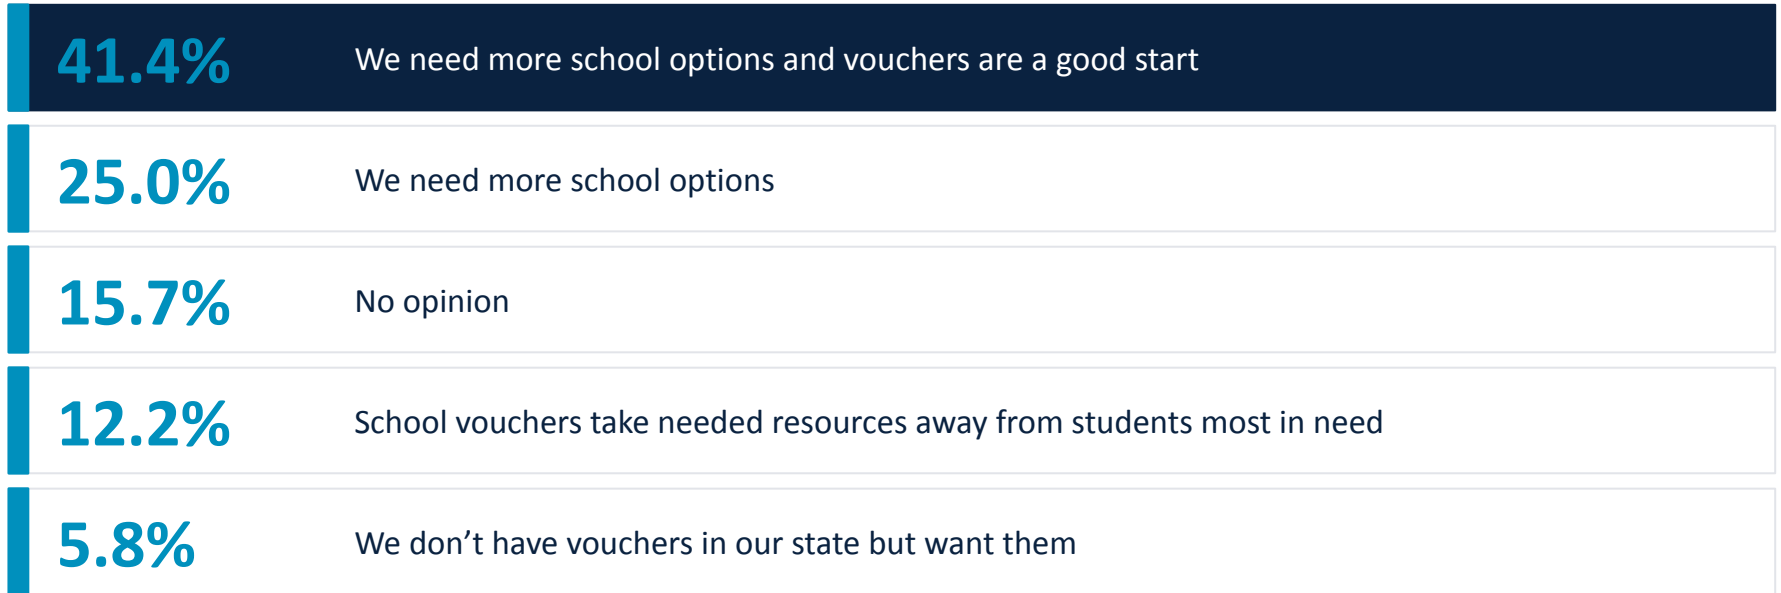 41.4% We need more school options and vouchers are a good start
25.0% We need more school options
15.7% No opinion
12.2% School vouchers take needed resources away from students most in need
5.8% We don’t have vouchers in our state but want them